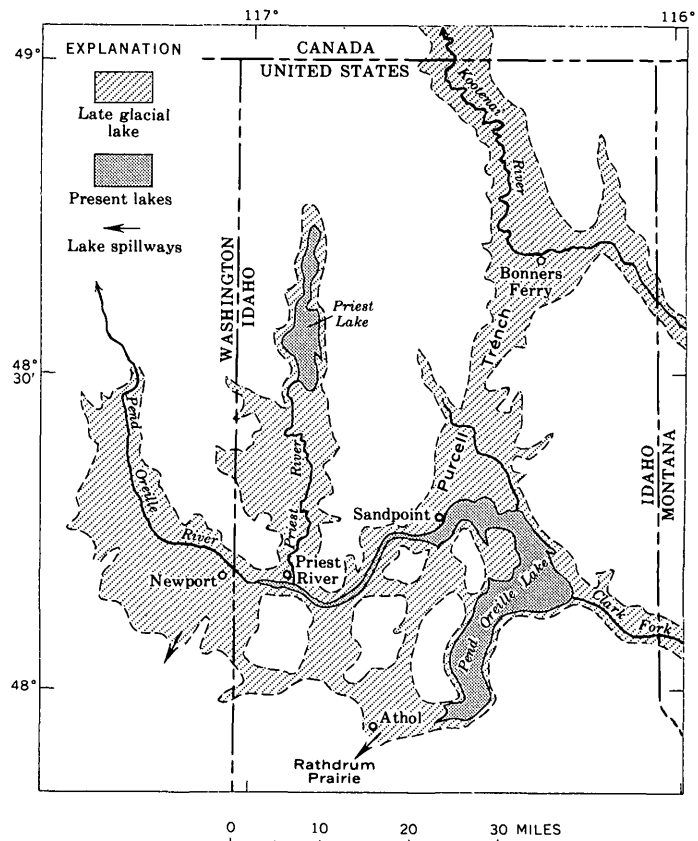 117°
116°
49°
EXPLANATION
Late glacial
lake
Present lakes
Lake spillways
CANADA
UNITED STATES
Kootenai
River
WASHINGTON
IDAHO
Priest
Lake
Bonners
Ferry
Trench
Purcell
48°
30'
IDAHO
MONTANA
Pend
Oreille
River
Priest
River
Sandpoint
Newport
Priest
River
Pend Oreille Lake
Clark
Fork
48°
Athol
Rathdrum
Prairie
0 10 20 30 MILES